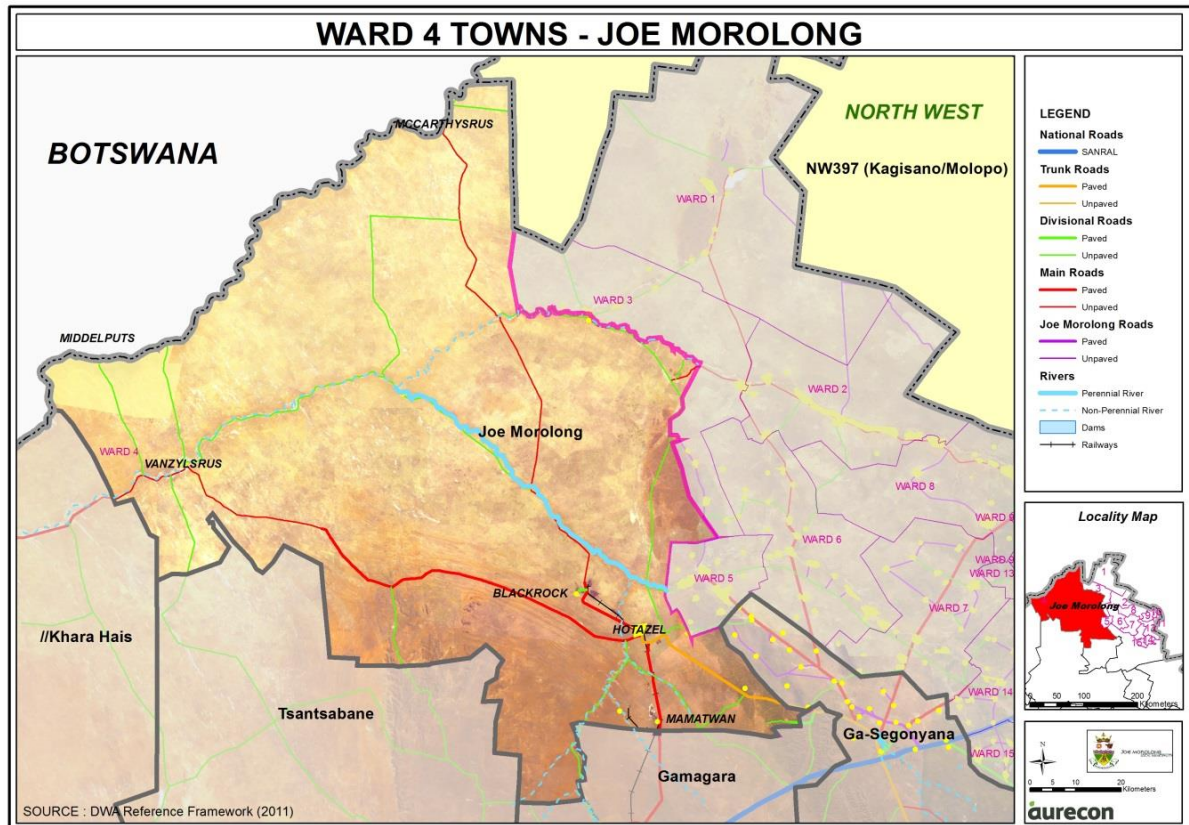 WARD 4 TOWNS - JOE MOROLONG
BOTSWANA
MCCARTHYSRUS
NORTH WEST
NW397 (Kagisano/Molopo)
WARD 1
WARD 3
MIDDELPUTS
WARD 2
Joe Morolong
WARD 4
VANZYLSRUS
WARD 8
WARD 6
WARD 13
WARD 5
BLACKROCK
WARD 7
HOTAZEL
//Khara Hais
WARD 14
Tsantsabane
MAMATWAN
Ga-Segonyana
WARD 15
Gamagara
SOURCE : DWA Reference Framework (2011)
LEGEND
National Roads
SANRAL
Trunk Roads
Paved
Unpaved
Divisional Roads
Paved
Unpaved
Main Roads
Paved
Unpaved
Joe Morolong Roads
Paved
Unpaved
Rivers
Perennial River
Non-Perennial River
Dams
Railways
Locality Map
Joe Morolong
0 50 100 200
Kilometers
N
JOE MOROLONG
0 5 10 20
Kilometers
aurecon